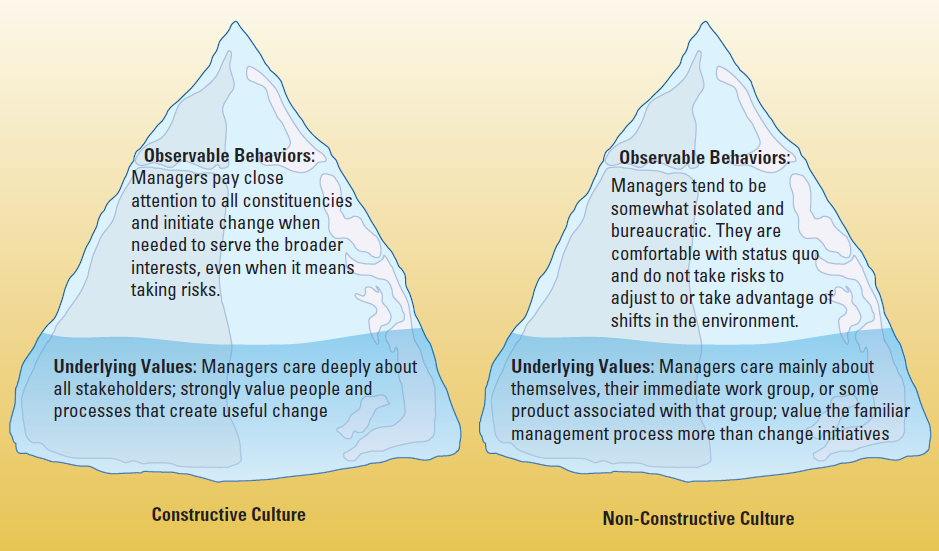 Observable Behaviors:
Managers pay close
attention to all constituencies
and initiate change when
needed to serve the broader
interests, even when it means
taking risks.
Underlying Values: Managers care deeply about
all stakeholders; strongly value people and
processes that create useful change
Constructive Culture
Observable Behaviors:
Managers tend to be
somewhat isolated and
bureaucratic. They are
comfortable with status quo
and do not take risks to
adjust to or take advantage of
shifts in the environment.
Underlying Values: Managers care mainly about
themselves, their immediate work group, or some
product associated with that group; value the familiar
management process more than change initiatives
Non-Constructive Culture